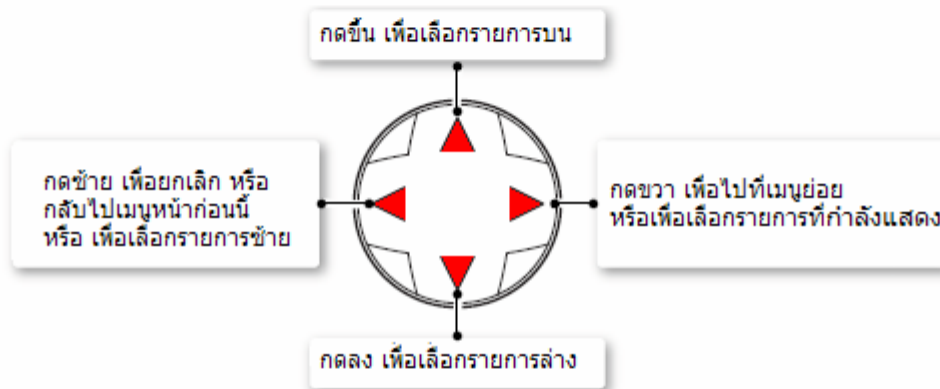 กดขึ้น เพื่อเลือกรายการบน
กดซ้าย เพื่อยกเลิก หรือ
กลับไปเมนูหน้าก่อนนี้
หรือ เพื่อเลือกรายการซ้าย
กดขวา เพื่อไปที่เมนูย่อย
หรือเพื่อเลือกรายการที่กำลังแสดง
กดลง เพื่อเลือกรายการล่าง